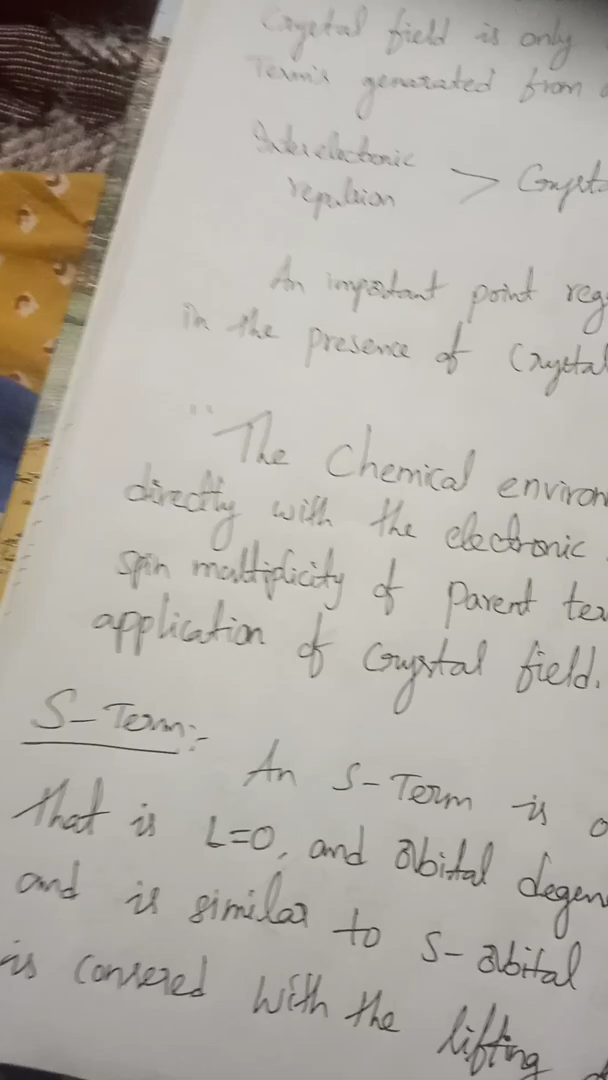 Crystal field is only
Terms generated from
Interelectronic
repulsion > Crysta
An important point reg
in the presence of Crystal
"The Chemical environ
directly with the electronic
spin multiplicity of parent te
application of Crystal field.
S-Term:- An S-Term is o
that is L=0, and orbital degen
and is similar to S-orbital
is consered with the lifting